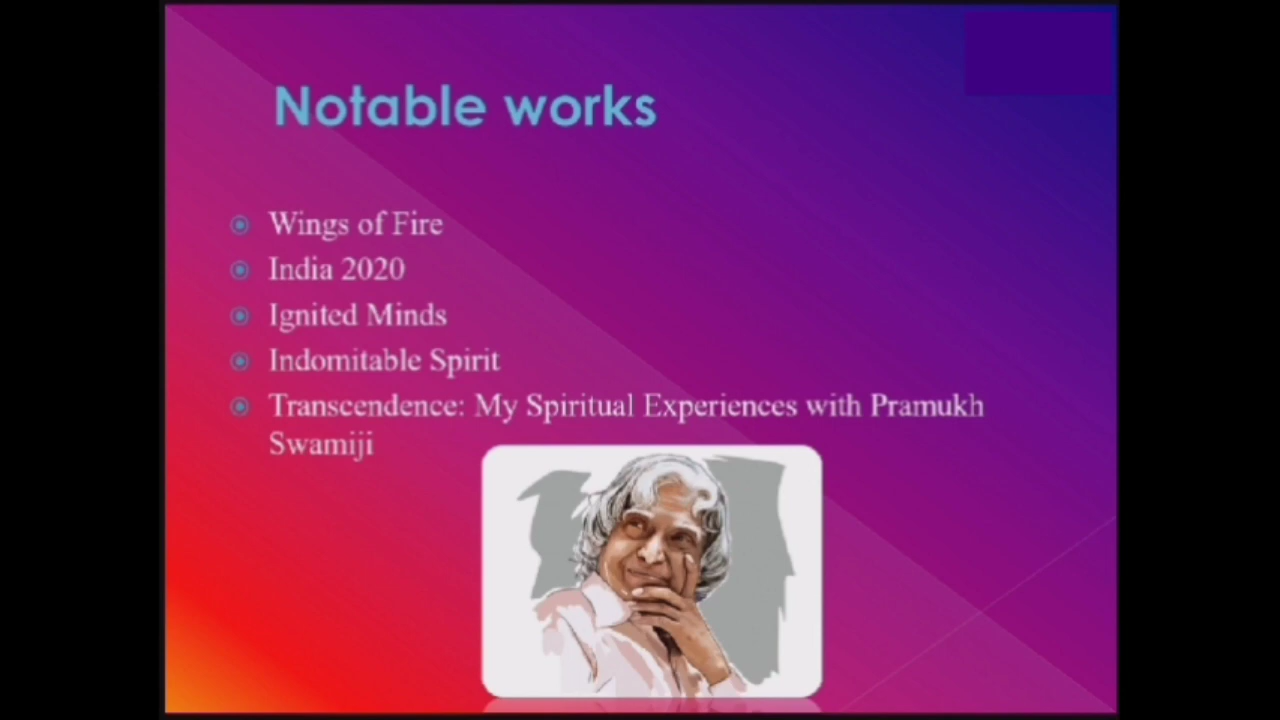 Notable works
Wings of Fire
India 2020
Ignited Minds
Indomitable Spirit
Transcendence: My Spiritual Experiences with Pramukh
Swamiji